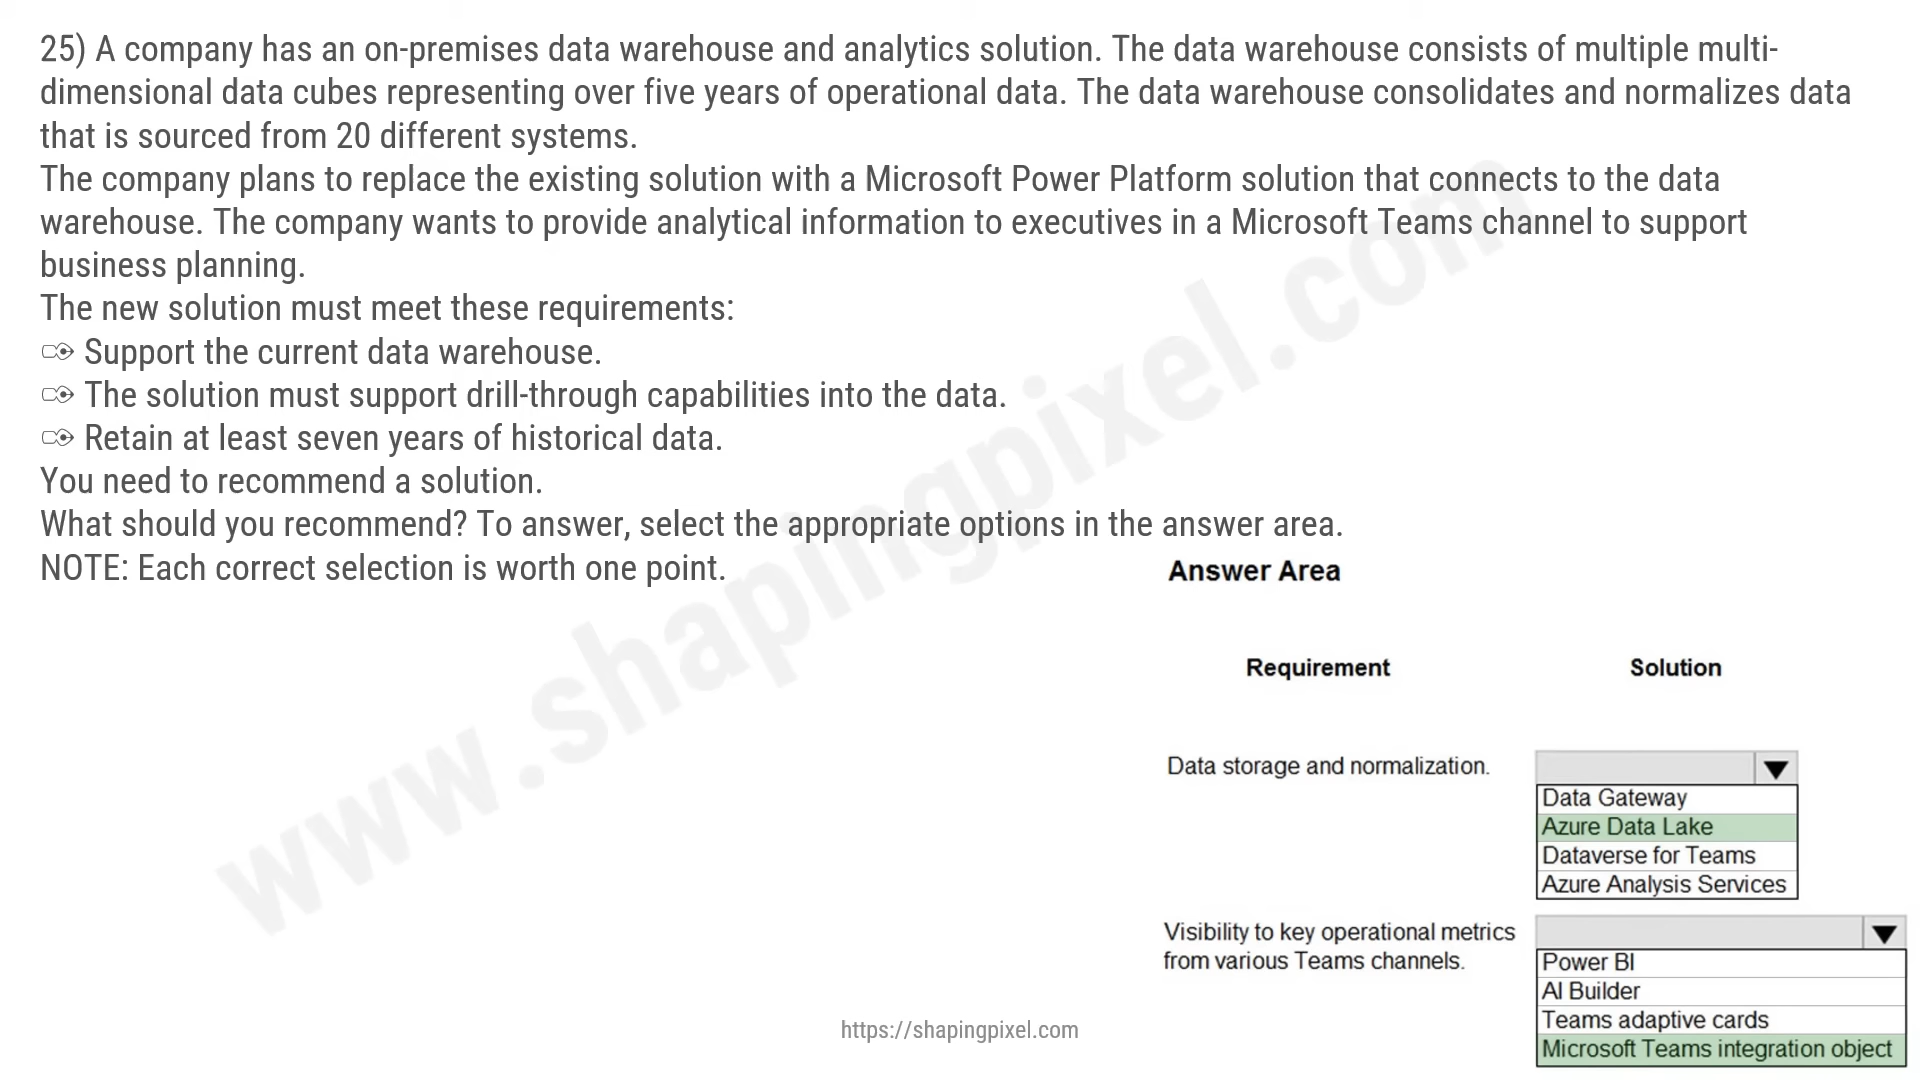 25) A company has an on-premises data warehouse and analytics solution. The data warehouse consists of multiple multi-
dimensional data cubes representing over five years of operational data. The data warehouse consolidates and normalizes data
that is sourced from 20 different systems.
The company plans to replace the existing solution with a Microsoft Power Platform solution that connects to the data
warehouse. The company wants to provide analytical information to executives in a Microsoft Teams channel to support
business planning.
The new solution must meet these requirements:
Support the current data warehouse.
The solution must support drill-through capabilities into the data.
Retain at least seven years of historical data.
You need to recommend a solution.
What should you recommend? To answer, select the appropriate options in the answer area.
NOTE: Each correct selection is worth one point.
Answer Area
Requirement Solution
Data storage and normalization.
Data Gateway
Azure Data Lake
Dataverse for Teams
Azure Analysis Services
Visibility to key operational metrics
from various Teams channels.
Power BI
AI Builder
Teams adaptive cards
Microsoft Teams integration object
https://shapingpixel.com
www.shapingpixel.com